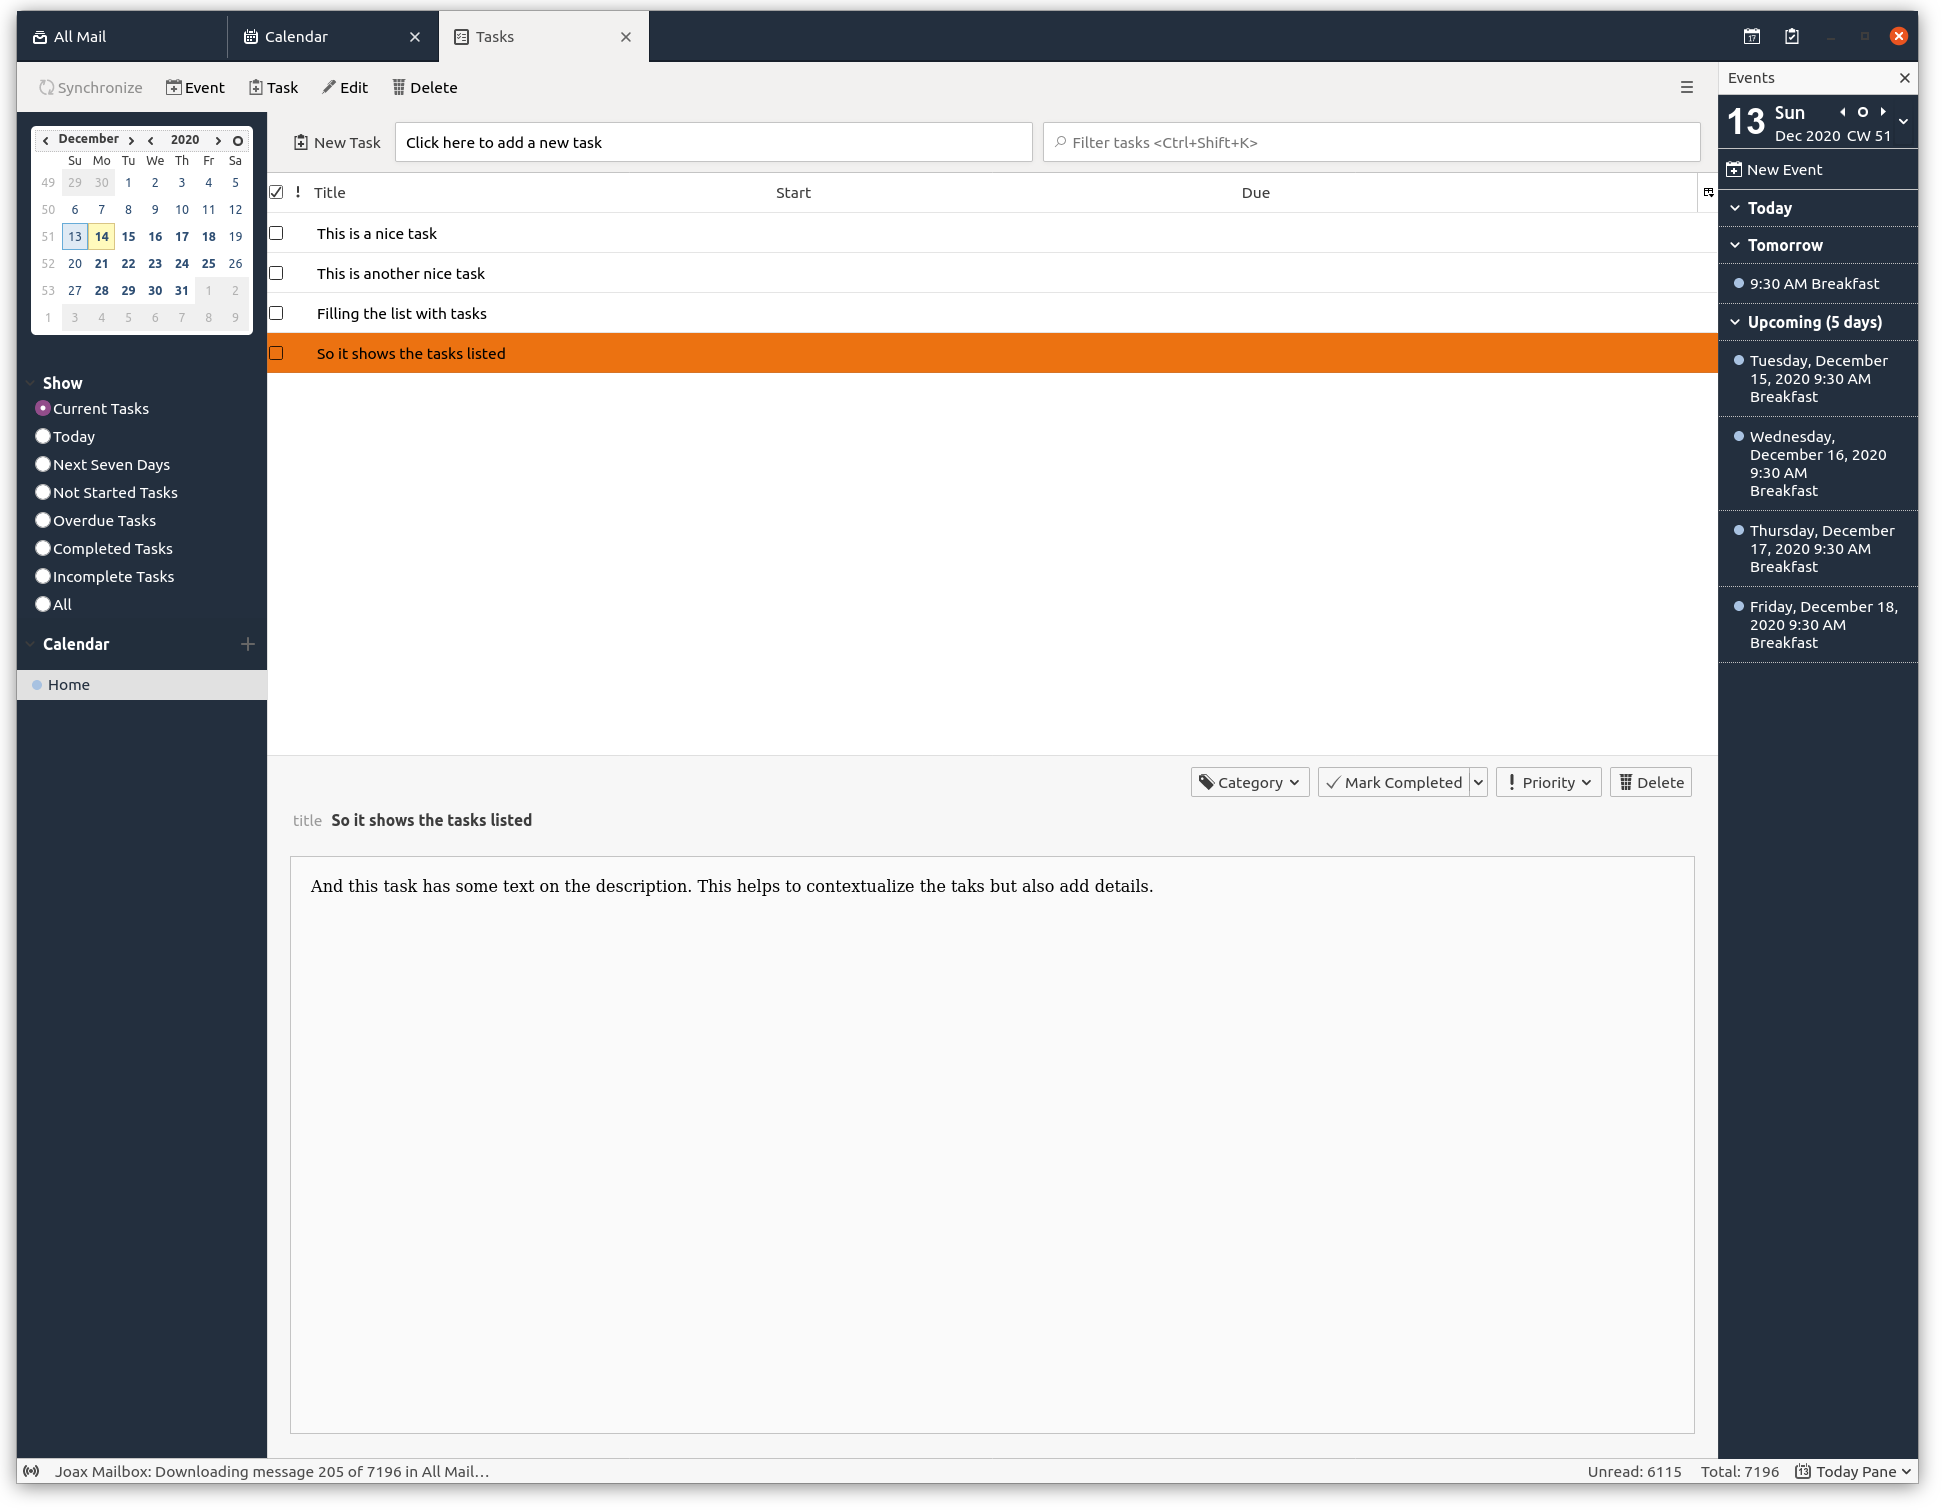 All Mail
Calendar
Tasks
17
Synchronize
Event
Task
Edit
Delete
December
2020
Su Mo Tu We Th Fr Sa
49 29 30 1 2 3 4 5
50 6 7 8 9 10 11 12
51 13 14 15 16 17 18 19
52 20 21 22 23 24 25 26
53 27 28 29 30 31 1 2
1 3 4 5 6 7 8 9
Show
Current Tasks
Today
Next Seven Days
Not Started Tasks
Overdue Tasks
Completed Tasks
Incomplete Tasks
All
Calendar
Home
New Task
Click here to add a new task
Filter tasks <Ctrl+Shift+K>
! Title Start Due
This is a nice task
This is another nice task
Filling the list with tasks
So it shows the tasks listed
Category
Mark Completed
! Priority
Delete
title So it shows the tasks listed
And this task has some text on the description. This helps to contextualize the taks but also add details.
Events
13 Sun
Dec 2020 CW 51
New Event
Today
Tomorrow
9:30 AM Breakfast
Upcoming (5 days)
Tuesday, December
15, 2020 9:30 AM
Breakfast
Wednesday,
December 16, 2020
9:30 AM
Breakfast
Thursday, December
17, 2020 9:30 AM
Breakfast
Friday, December 18,
2020 9:30 AM
Breakfast
Joax Mailbox: Downloading message 205 of 7196 in All Mail…
Unread: 6115
Total: 7196
13 Today Pane